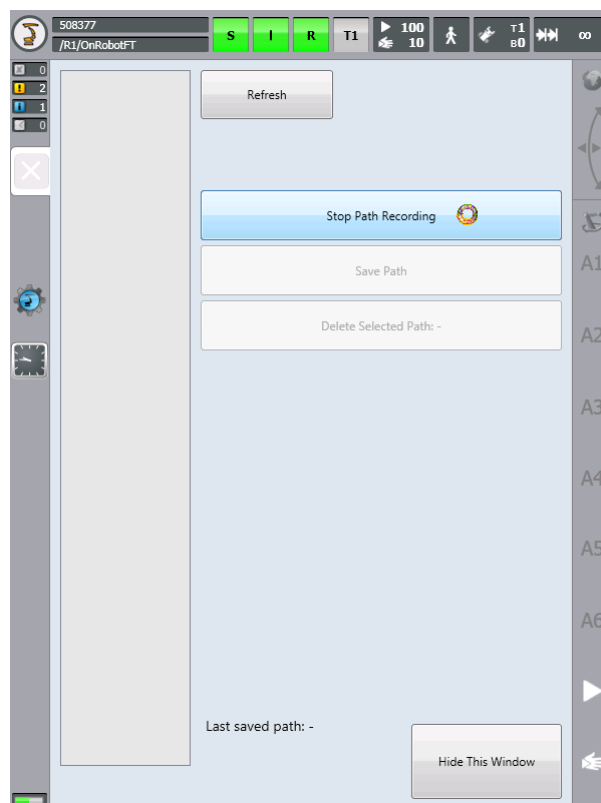 508377
/R1/OnRobotFT
S I R T1 100 10 T1 B0 ∞
0
2
1
0
Refresh
Stop Path Recording
Save Path
Delete Selected Path: -
A1
A2
A3
A4
A5
A6
Last saved path: -
Hide This Window